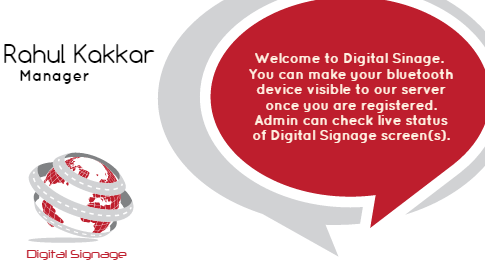 Rahul Kakkar
Manager
Welcome to Digital Sinage.
You can make your bluetooth
device visible to our server
once you are registered.
Admin can check live status
of Digital Signage screen(s).
Digital Signage